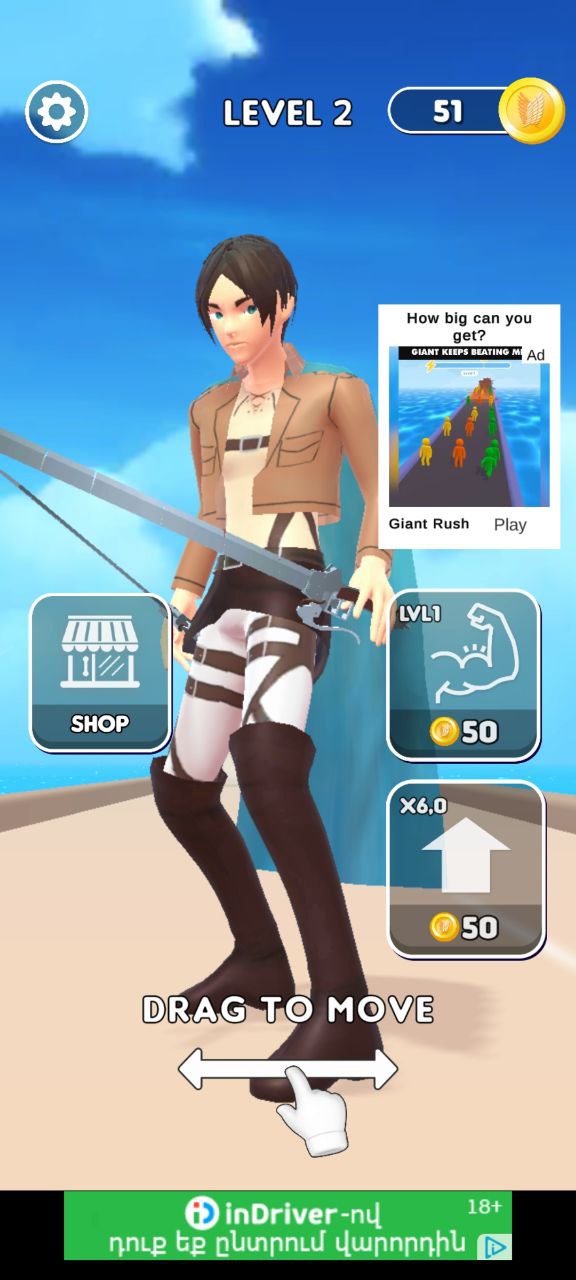 LEVEL 2
51
How big can you
get?
GIANT KEEPS BEATING
Ad
Giant Rush
Play
LVL1
50
SHOP
X6,0
50
DRAG TO MOVE
inDriver-ով
18+
դուք եք ընտրում վարորդին